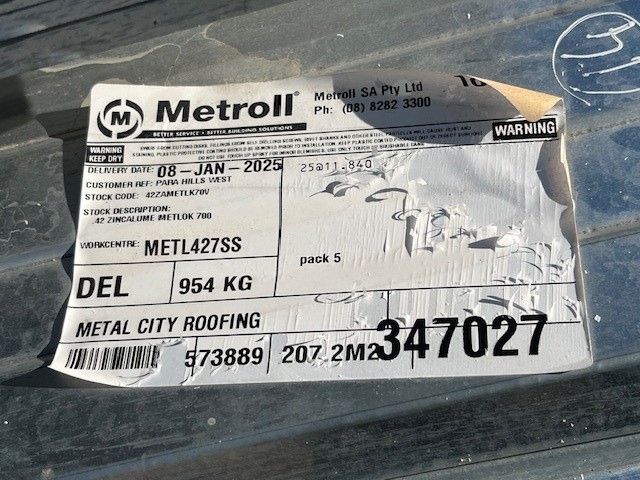 Metroll
BETTER SERVICE • BETTER BUILDING SOLUTIONS
Metroll SA Pty Ltd
Ph: (08) 8282 3300
WARNING
KEEP DRY
WARNING
DELIVERY DATE: 08-JAN-2025
CUSTOMER REF: PARA HILLS WEST
STOCK CODE: .42ZAMETLK70V
STOCK DESCRIPTION:
.42 ZINCALUME METLOK 700
25@11.840
WORKCENTRE: METL427SS
pack 5
DEL 954 KG
METAL CITY ROOFING
573889 207.2M2 347027